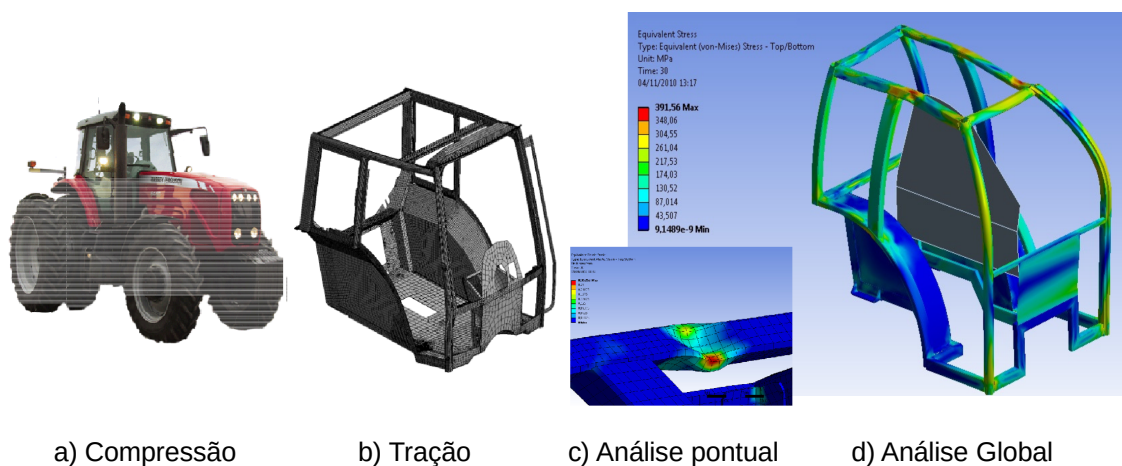 Equivalent Stress
Type: Equivalent (von-Mises) Stress - Top/Bottom
Unit: MPa
Time: 30
04/11/2010 13:17
391,56 Max
348,06
304,55
261,04
217,53
174,03
130,52
87,014
43,507
9,1489e-9 Min
a) Compressão
b) Tração
c) Análise pontual
d) Análise Global